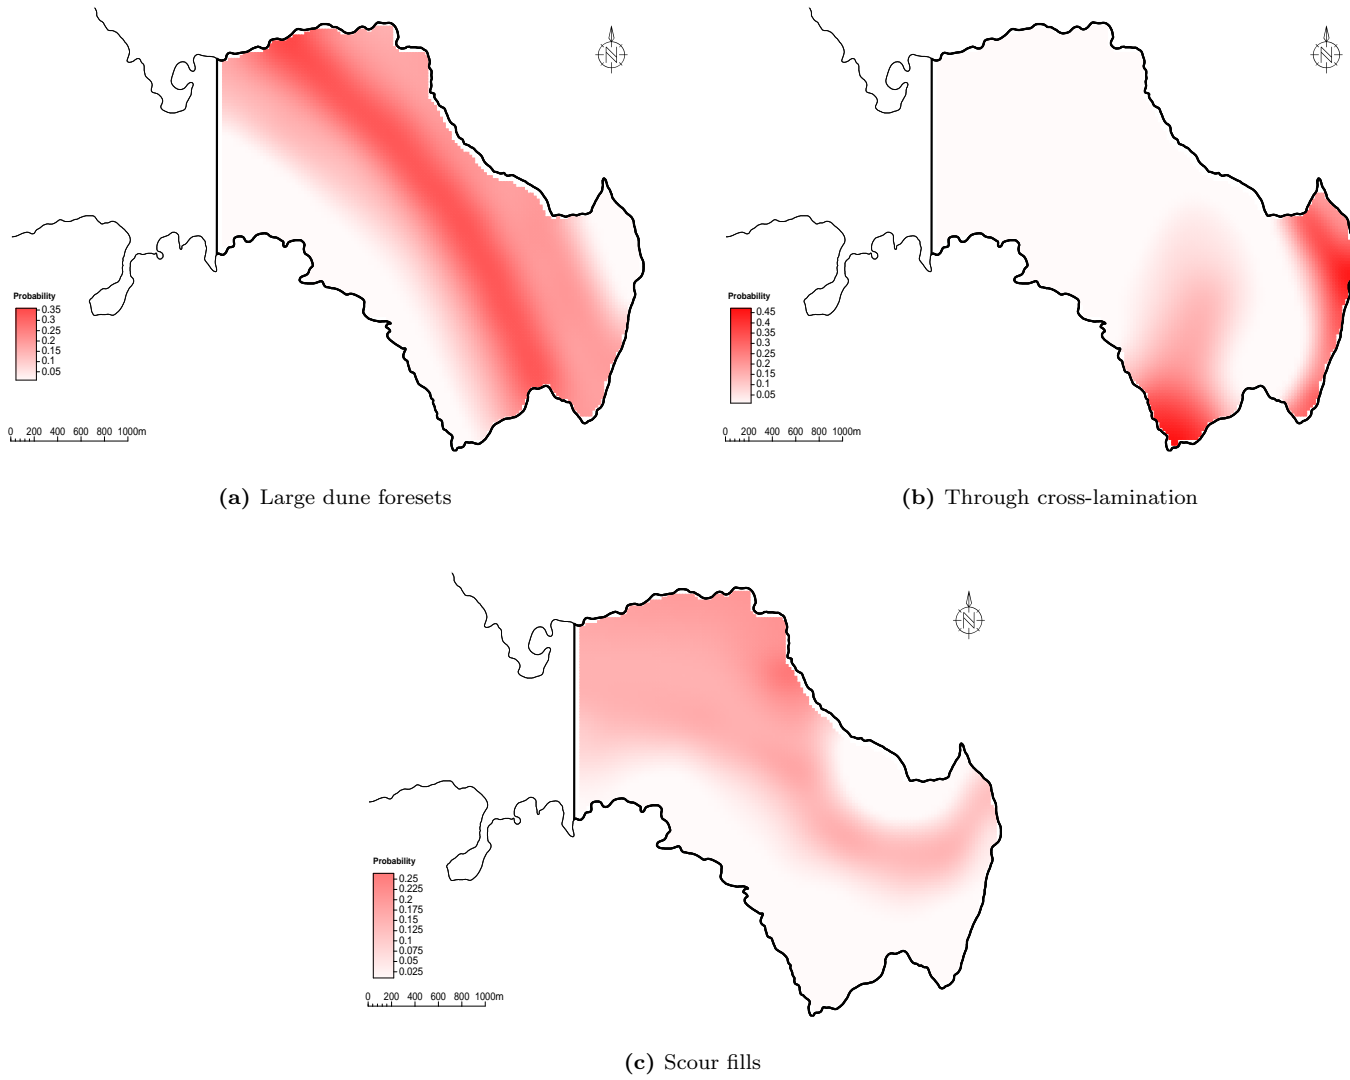 N
N
Probability
0.35
0.3
0.25
0.2
0.15
0.1
0.05
0 200 400 600 800 1000m
Probability
0.45
0.4
0.35
0.3
0.25
0.2
0.15
0.1
0.05
0 200 400 600 800 1000m
(a) Large dune foresets
(b) Through cross-lamination
N
Probability
0.25
0.225
0.2
0.175
0.15
0.125
0.1
0.075
0.05
0.025
0 200 400 600 800 1000m
(c) Scour fills